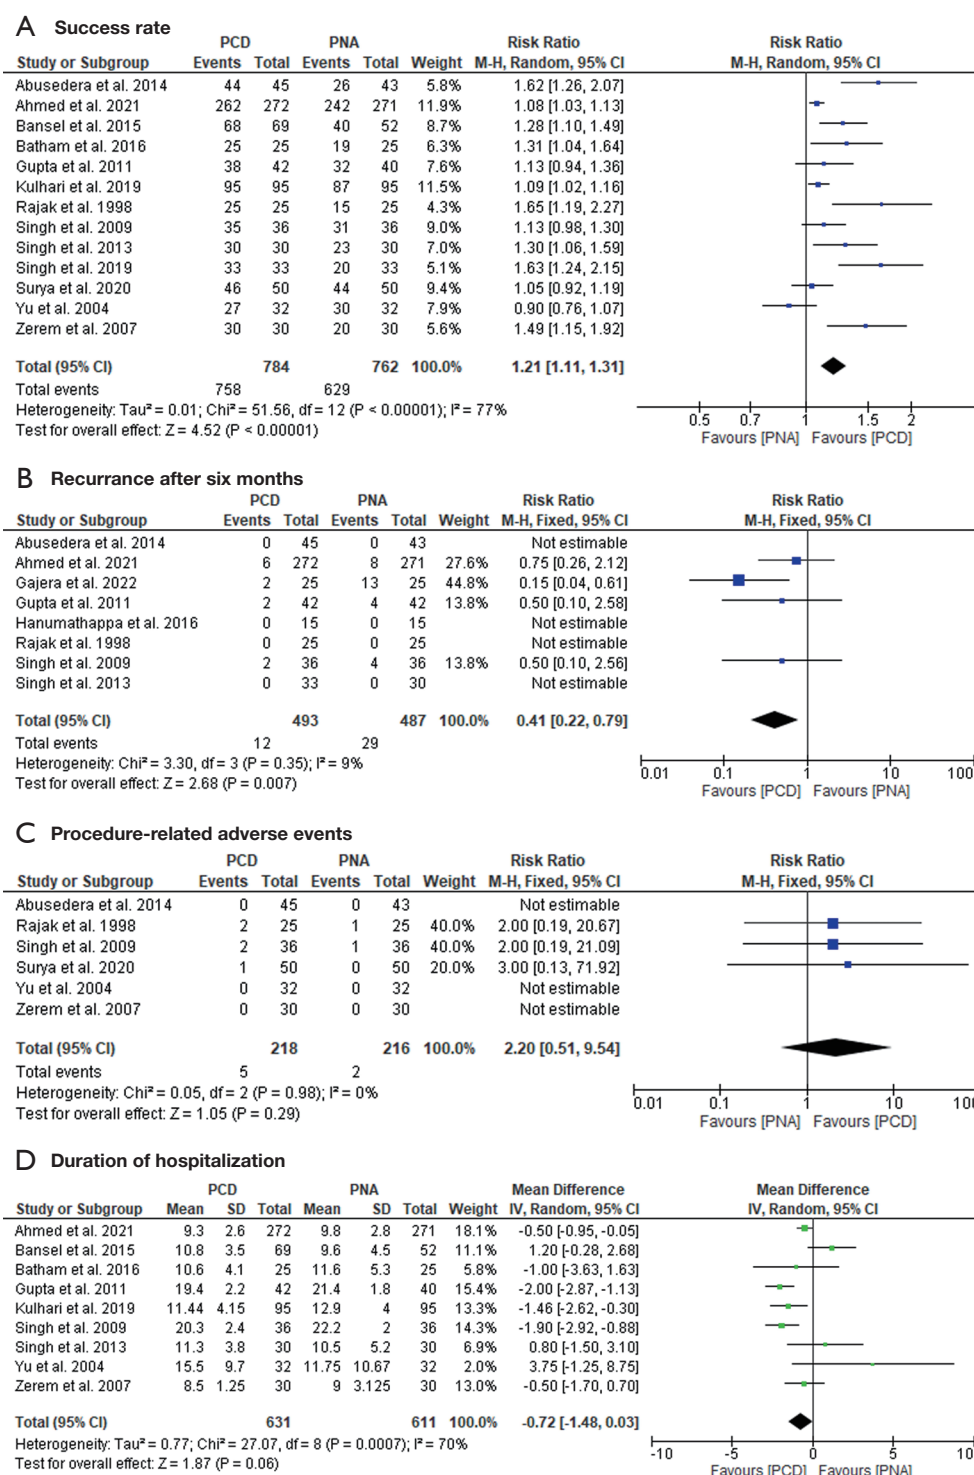 A Success rate
PCD PNA Risk Ratio Risk Ratio
Study or Subgroup Events Total Events Total Weight M-H, Random, 95% CI M-H, Random, 95% CI
Abusedera et al. 2014 44 45 26 43 5.8% 1.62 [1.26, 2.07]
Ahmed et al. 2021 262 272 242 271 11.9% 1.08 [1.03, 1.13]
Bansel et al. 2015 68 69 40 52 8.7% 1.28 [1.10, 1.49]
Batham et al. 2016 25 25 19 25 6.3% 1.31 [1.04, 1.64]
Gupta et al. 2011 38 42 32 40 7.6% 1.13 [0.94, 1.36]
Kulhari et al. 2019 95 95 87 95 11.5% 1.09 [1.02, 1.16]
Rajak et al. 1998 25 25 15 25 4.3% 1.65 [1.19, 2.27]
Singh et al. 2009 35 36 31 36 9.0% 1.13 [0.98, 1.30]
Singh et al. 2013 30 30 23 30 7.0% 1.30 [1.06, 1.59]
Singh et al. 2019 33 33 20 33 5.1% 1.63 [1.24, 2.15]
Surya et al. 2020 46 50 44 50 9.4% 1.05 [0.92, 1.19]
Yu et al. 2004 27 32 30 32 7.9% 0.90 [0.76, 1.07]
Zerem et al. 2007 30 30 20 30 5.6% 1.49 [1.15, 1.92]
Total (95% CI) 784 762 100.0% 1.21 [1.11, 1.31]
Total events 758 629
Heterogeneity: Tau² = 0.01; Chi² = 51.56, df = 12 (P < 0.00001); I² = 77%
Test for overall effect: Z = 4.52 (P < 0.00001)
0.5 0.7 1 1.5 2
Favours [PNA] Favours [PCD]
B Recurrance after six months
PCD PNA Risk Ratio Risk Ratio
Study or Subgroup Events Total Events Total Weight M-H, Fixed, 95% CI M-H, Fixed, 95% CI
Abusedera et al. 2014 0 45 0 43 Not estimable
Ahmed et al. 2021 6 272 8 271 27.6% 0.75 [0.26, 2.12]
Gajera et al. 2022 2 25 13 25 44.8% 0.15 [0.04, 0.61]
Gupta et al. 2011 2 42 4 42 13.8% 0.50 [0.10, 2.58]
Hanumathappa et al. 2016 0 15 0 15 Not estimable
Rajak et al. 1998 0 25 0 25 Not estimable
Singh et al. 2009 2 36 4 36 13.8% 0.50 [0.10, 2.56]
Singh et al. 2013 0 33 0 30 Not estimable
Total (95% CI) 493 487 100.0% 0.41 [0.22, 0.79]
Total events 12 29
Heterogeneity: Chi² = 3.30, df = 3 (P = 0.35); I² = 9%
Test for overall effect: Z = 2.68 (P = 0.007)
0.01 0.1 1 10 100
Favours [PCD] Favours [PNA]
C Procedure-related adverse events
PCD PNA Risk Ratio Risk Ratio
Study or Subgroup Events Total Events Total Weight M-H, Fixed, 95% CI M-H, Fixed, 95% CI
Abusedera et al. 2014 0 45 0 43 Not estimable
Rajak et al. 1998 2 25 1 25 40.0% 2.00 [0.19, 20.67]
Singh et al. 2009 2 36 1 36 40.0% 2.00 [0.19, 21.09]
Surya et al. 2020 1 50 0 50 20.0% 3.00 [0.13, 71.92]
Yu et al. 2004 0 32 0 32 Not estimable
Zerem et al. 2007 0 30 0 30 Not estimable
Total (95% CI) 218 216 100.0% 2.20 [0.51, 9.54]
Total events 5 2
Heterogeneity: Chi² = 0.05, df = 2 (P = 0.98); I² = 0%
Test for overall effect: Z = 1.05 (P = 0.29)
0.01 0.1 1 10 100
Favours [PNA] Favours [PCD]
D Duration of hospitalization
PCD PNA Mean Difference Mean Difference
Study or Subgroup Mean SD Total Mean SD Total Weight IV, Random, 95% CI IV, Random, 95% CI
Ahmed et al. 2021 9.3 2.6 272 9.8 2.8 271 18.1% -0.50 [-0.95, -0.05]
Bansel et al. 2015 10.8 3.5 69 9.6 4.5 52 11.1% 1.20 [-0.28, 2.68]
Batham et al. 2016 10.6 4.1 25 11.6 5.3 25 5.8% -1.00 [-3.63, 1.63]
Gupta et al. 2011 19.4 2.2 42 21.4 1.8 40 15.4% -2.00 [-2.87, -1.13]
Kulhari et al. 2019 11.44 4.15 95 12.9 4 95 13.3% -1.46 [-2.62, -0.30]
Singh et al. 2009 20.3 2.4 36 22.2 2 36 14.3% -1.90 [-2.92, -0.88]
Singh et al. 2013 11.3 3.8 30 10.5 5.2 30 6.9% 0.80 [-1.50, 3.10]
Yu et al. 2004 15.5 9.7 32 11.75 10.67 32 2.0% 3.75 [-1.25, 8.75]
Zerem et al. 2007 8.5 1.25 30 9 3.125 30 13.0% -0.50 [-1.70, 0.70]
Total (95% CI) 631 611 100.0% -0.72 [-1.48, 0.03]
Heterogeneity: Tau² = 0.77; Chi² = 27.07, df = 8 (P = 0.0007); I² = 70%
Test for overall effect: Z = 1.87 (P = 0.06)
-10 -5 0 5 10
Favours [PCD] Favours [PNA]